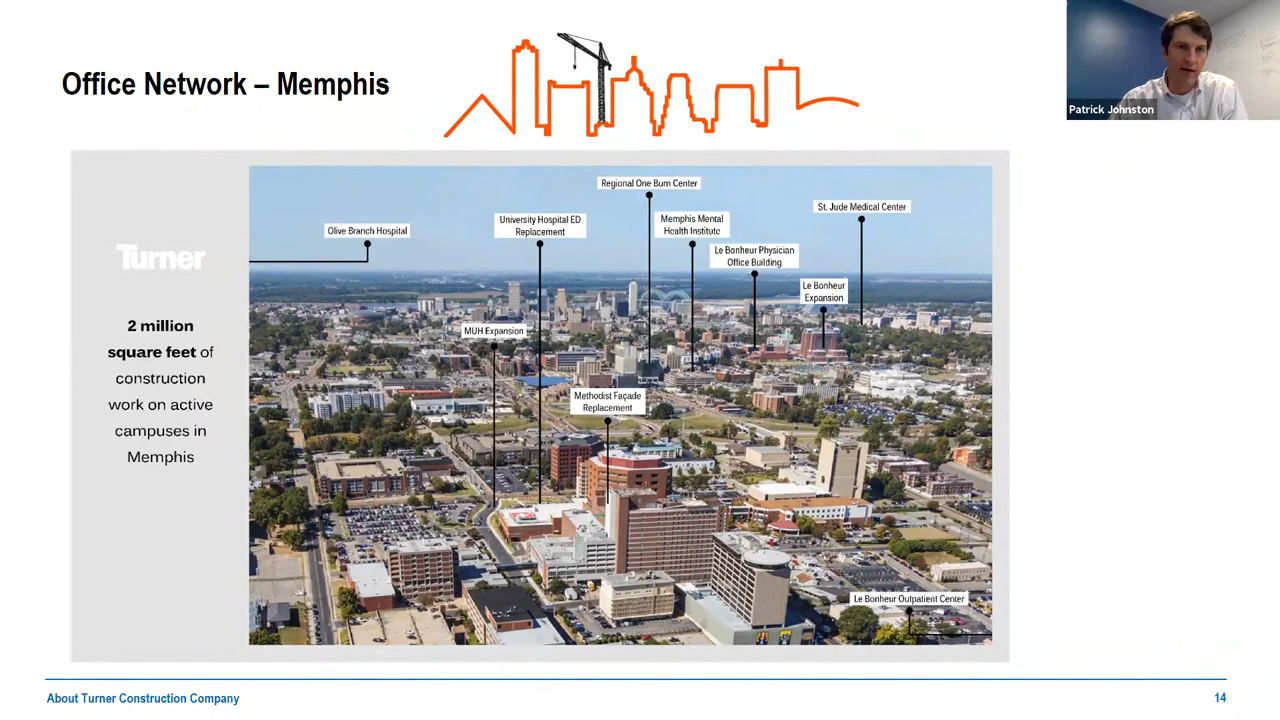 Office Network – Memphis
Patrick Johnston
Turner
2 million
square feet of
construction
work on active
campuses in
Memphis
Regional One Burn Center
St. Jude Medical Center
Olive Branch Hospital
University Hospital ED
Replacement
Memphis Mental
Health Institute
Le Bonheur Physician
Office Building
Le Bonheur
Expansion
MUH Expansion
Methodist Façade
Replacement
Le Bonheur Outpatient Center
About Turner Construction Company
14